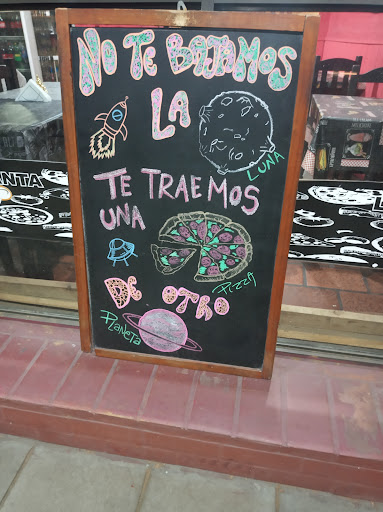 NO TE BAJAMOS
LA
LUNA
TE TRAEMOS
UNA
PIZZA
DE OTRO
PLANETA